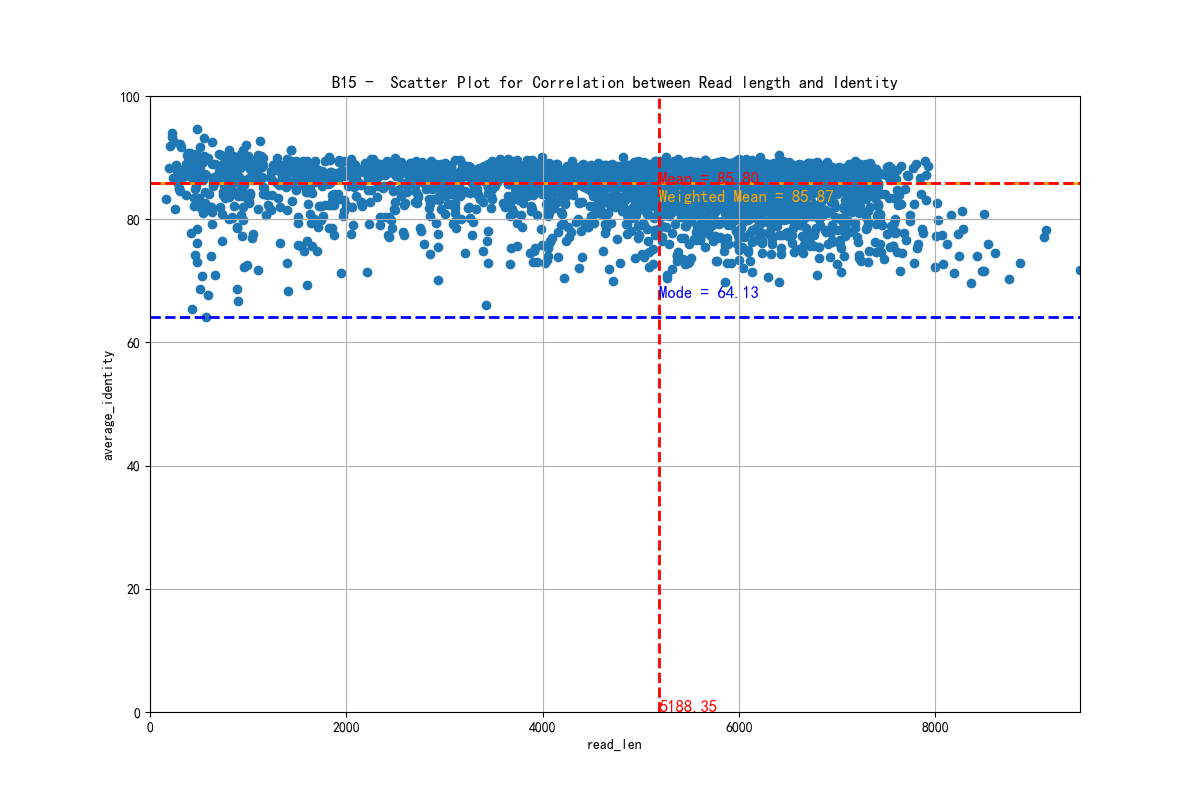 B15 -  Scatter Plot for Correlation between Read length and Identity
100
80
60
40
20
0
average_identity
Mean = 85.80
Weighted Mean = 85.87
Mode = 64.13
5188.35
0
2000
4000
6000
8000
read_len